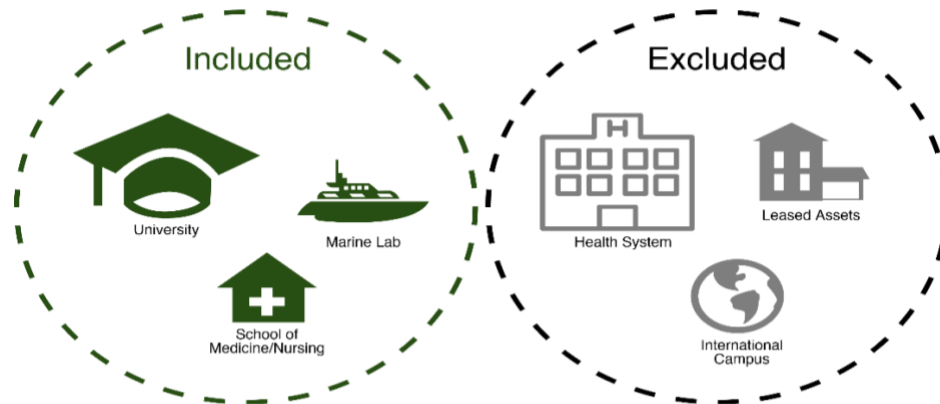 Included
University
Marine Lab
School of
Medicine/Nursing
Excluded
H
Health System
Leased Assets
International
Campus